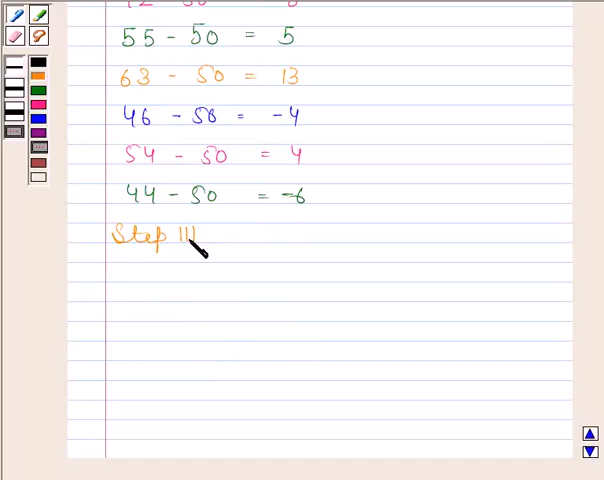 55 - 50 = 5
63 - 50 = 13
46 - 50 = -4
54 - 50 = 4
44 - 50 = -6
Step III